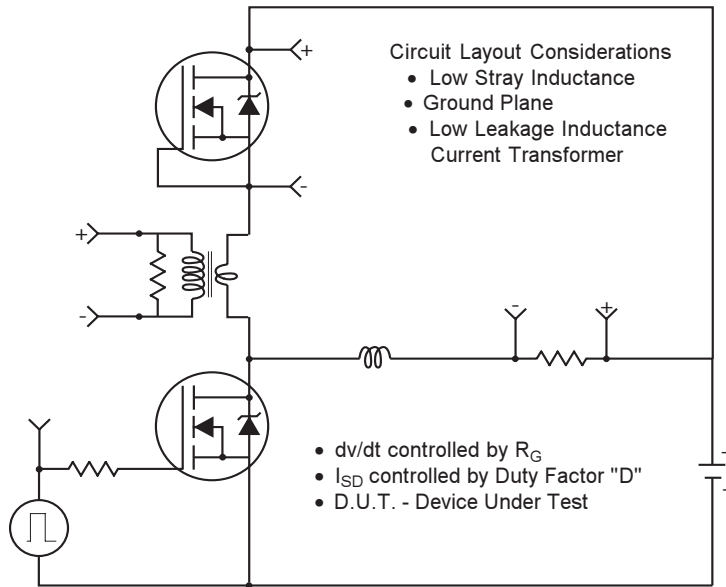 +
Circuit Layout Considerations
• Low Stray Inductance
• Ground Plane
• Low Leakage Inductance
Current Transformer
-
+
-
-
+
• dv/dt controlled by RG
• ISD controlled by Duty Factor "D"
• D.U.T. - Device Under Test